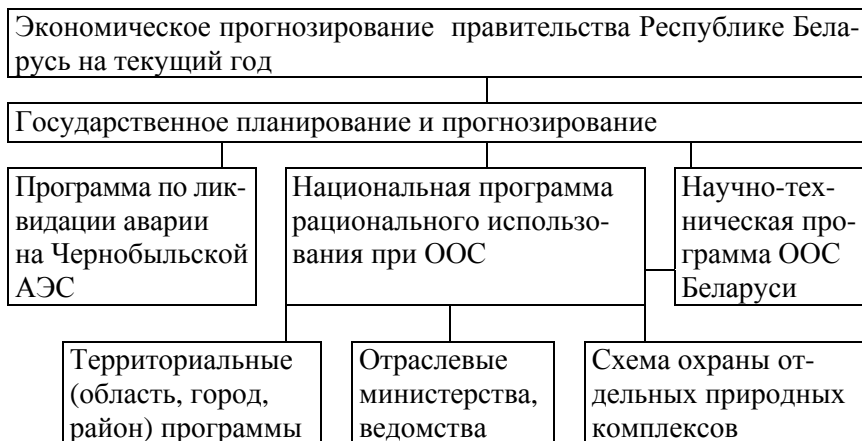 Экономическое прогнозирование правительства Республике Бела-
русь на текущий год
Государственное планирование и прогнозирование
Программа по лик-
видации аварии
на Чернобыльской
АЭС
Национальная программа
рационального использо-
вания при ООС
Научно-тех-
ническая про-
грамма ООС
Беларуси
Территориальные
(область, город,
район) программы
Отраслевые
министерства,
ведомства
Схема охраны от-
дельных природных
комплексов